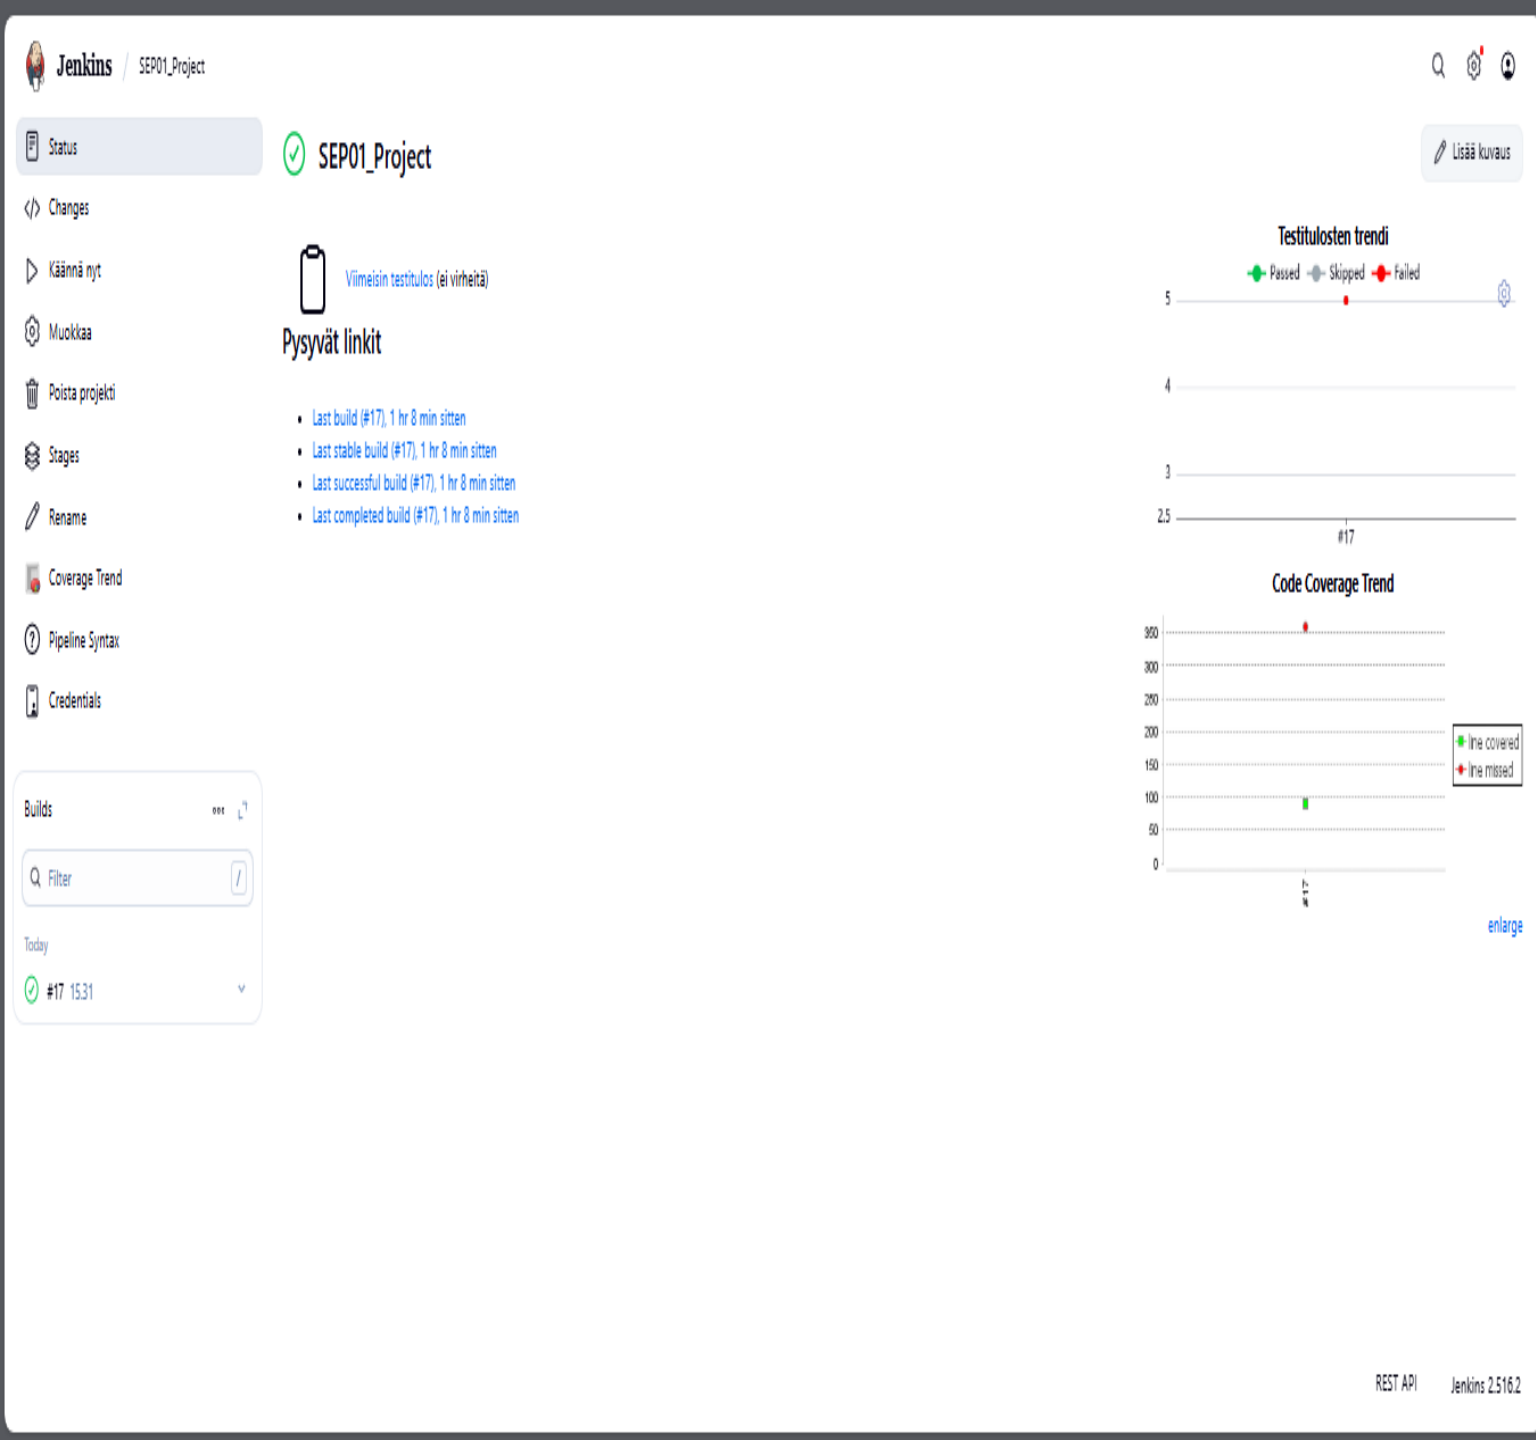 Jenkins / SEP01_Project
Status
Changes
Käännä nyt
Muokkaa
Poista projekti
Stages
Rename
Coverage Trend
Pipeline Syntax
Credentials
Builds
Filter /
Today
#17 15.31
SEP01_Project
Lisää kuvaus
Viimeisin testitulos (ei virheitä)
Pysyvät linkit
Last build (#17), 1 hr 8 min sitten
Last stable build (#17), 1 hr 8 min sitten
Last successful build (#17), 1 hr 8 min sitten
Last completed build (#17), 1 hr 8 min sitten
Testitulosten trendi
Passed Skipped Failed
5
4
3
2.5
#17
Code Coverage Trend
350
300
250
200
150
100
50
0
#17
line covered
line missed
enlarge
REST API Jenkins 2.516.2